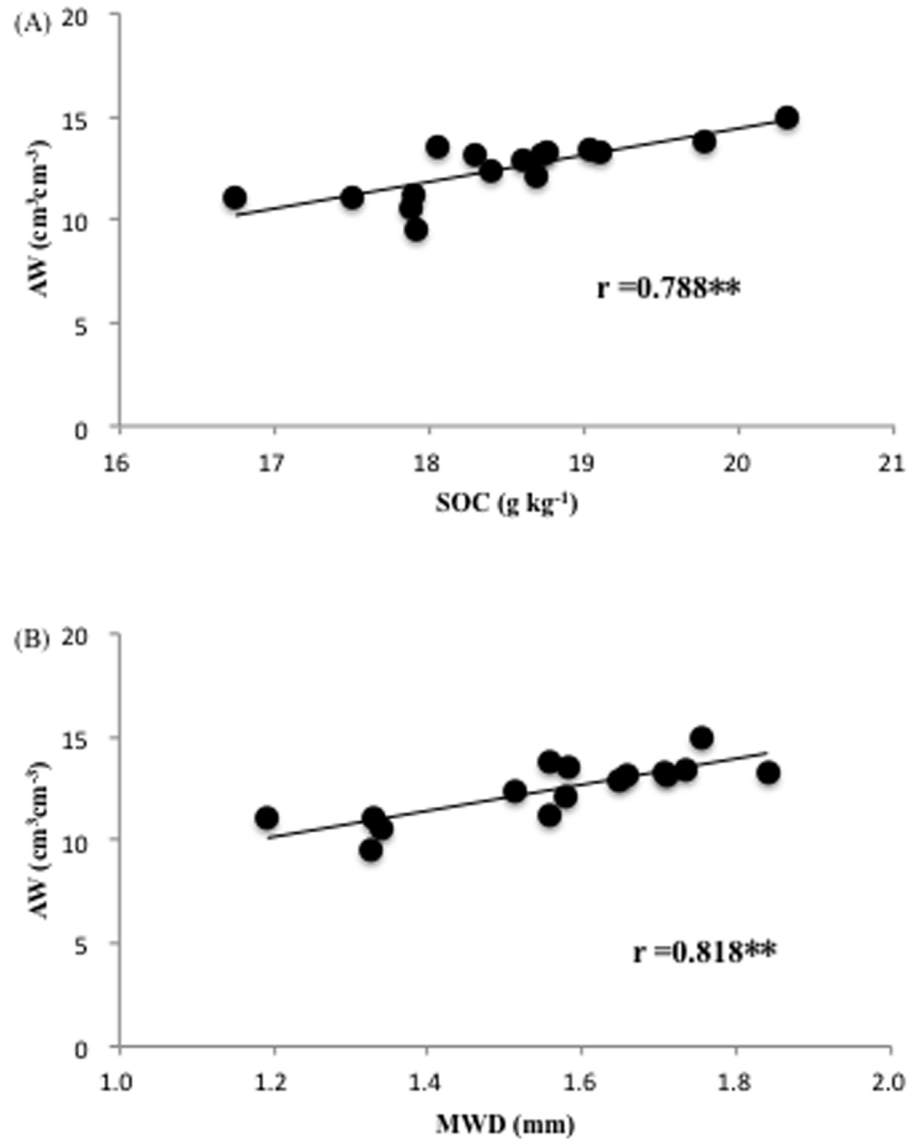 (A)
20
15
10
5
0
AW (cm³cm⁻³)
r =0.788**
16 17 18 19 20 21
SOC (g kg⁻¹)
(B)
20
15
10
5
0
AW (cm³cm⁻³)
r =0.818**
1.0 1.2 1.4 1.6 1.8 2.0
MWD (mm)